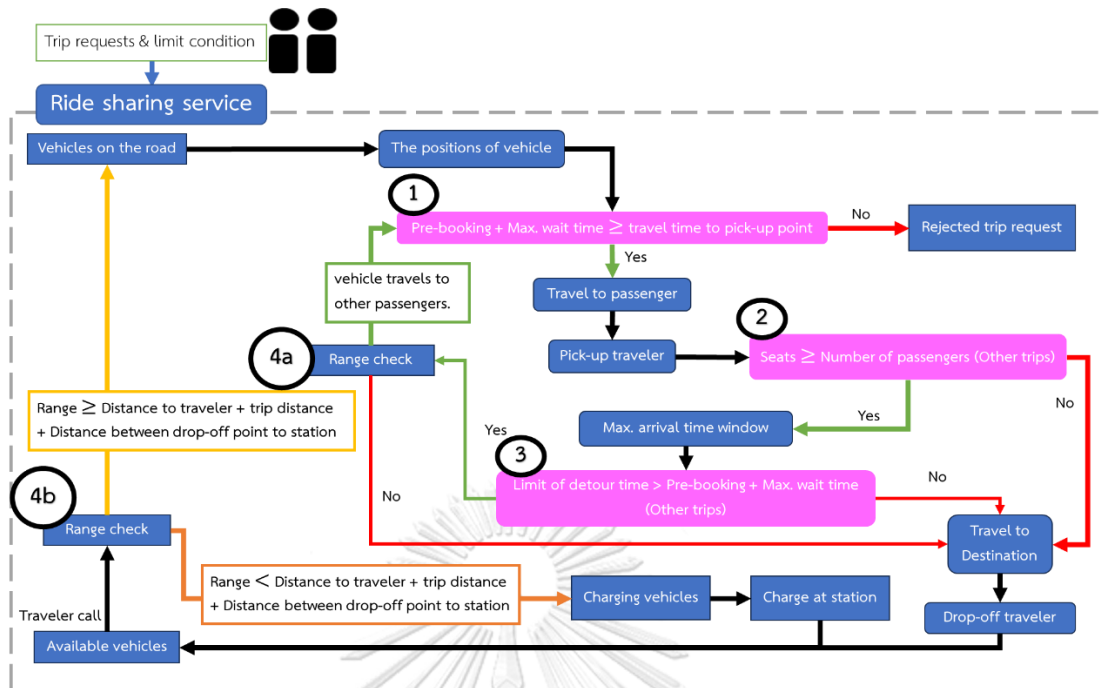 Trip requests & limit condition
Ride sharing service
Vehicles on the road
The positions of vehicle
1
Pre-booking + Max. wait time ≥ travel time to pick-up point
No
Rejected trip request
Yes
vehicle travels to
other passengers.
Travel to passenger
2
4a
Range check
Pick-up traveler
Seats ≥ Number of passengers (Other trips)
No
Range ≥ Distance to traveler + trip distance
+ Distance between drop-off point to station
Yes
Max. arrival time window
Yes
3
4b
No
Limit of detour time > Pre-booking + Max. wait time
(Other trips)
No
Range check
Travel to
Destination
Range < Distance to traveler + trip distance
+ Distance between drop-off point to station
Charging vehicles
Charge at station
Traveler call
Drop-off traveler
Available vehicles